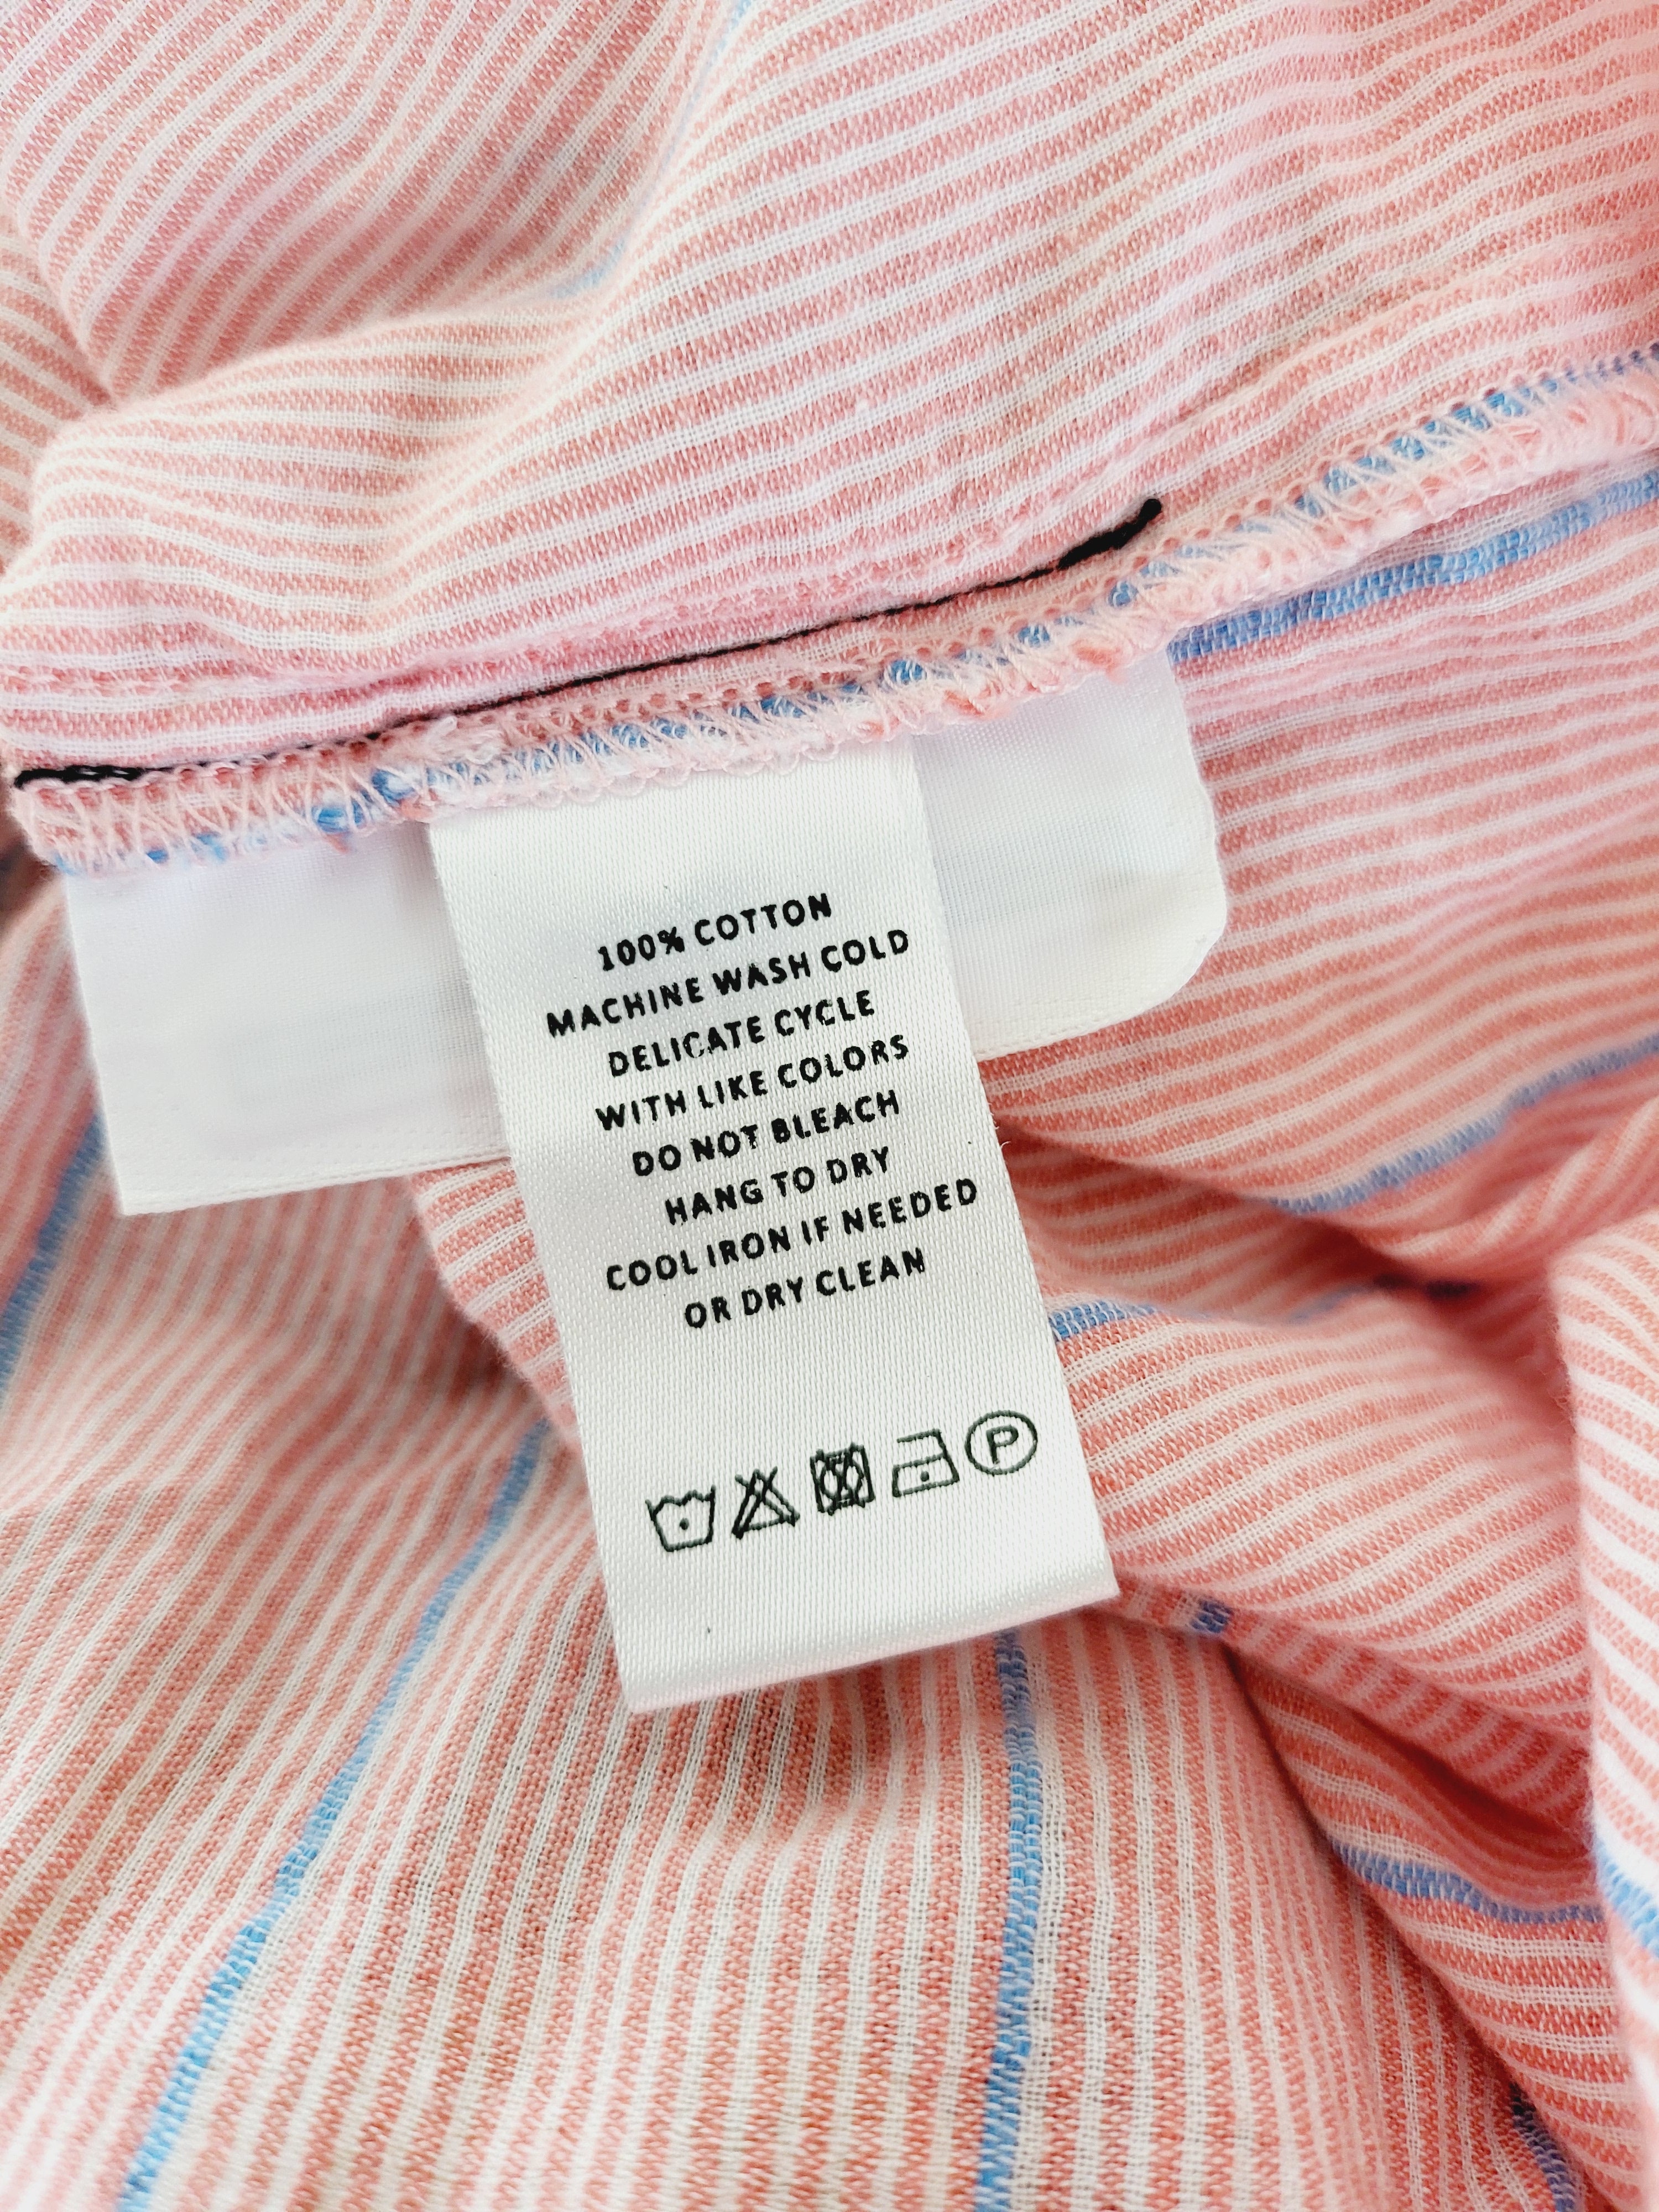 100% COTTON
MACHINE WASH COLD
DELICATE CYCLE
WITH LIKE COLORS
DO NOT BLEACH
HANG TO DRY
COOL IRON IF NEEDED
OR DRY CLEAN
P